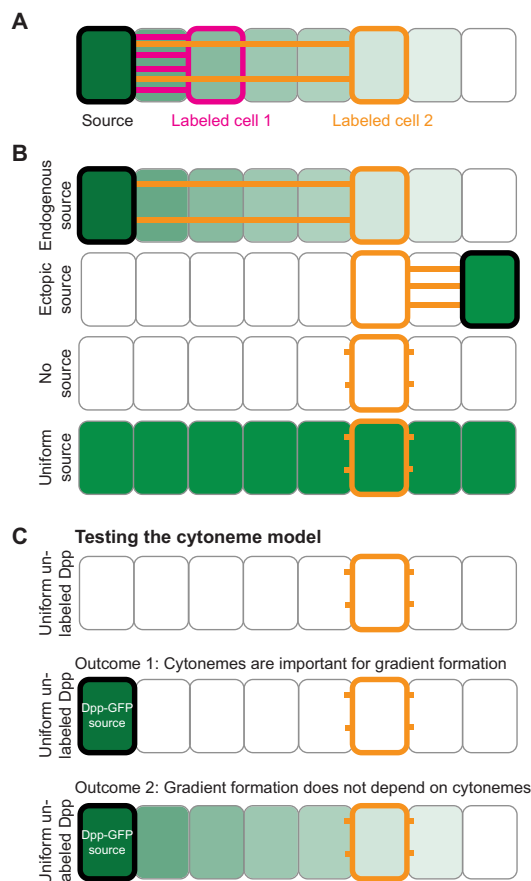 A
Source
Labeled cell 1
Labeled cell 2
B
Endogenous
source
Ectopic
source
No
source
Uniform
source
C
Testing the cytoneme model
Uniform un-
labeled Dpp
Outcome 1: Cytonemes are important for gradient formation
Uniform un-
labeled Dpp
Dpp-GFP
source
Outcome 2: Gradient formation does not depend on cytonemes
Uniform un-
labeled Dpp
Dpp-GFP
source